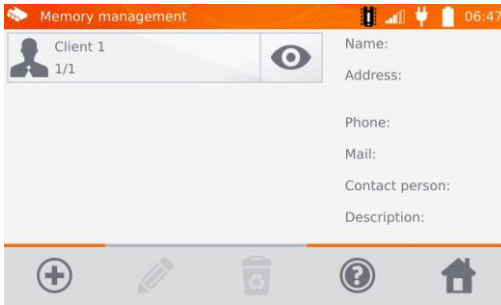 Memory management 06:47
Client 1
1/1
Name:
Address:
Phone:
Mail:
Contact person:
Description: